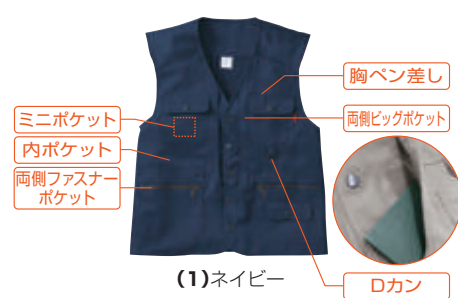 胸ペン差し
ミニポケット
両側ビッグポケット
内ポケット
両側ファスナー
ポケット
(1)ネイビー
Dカン